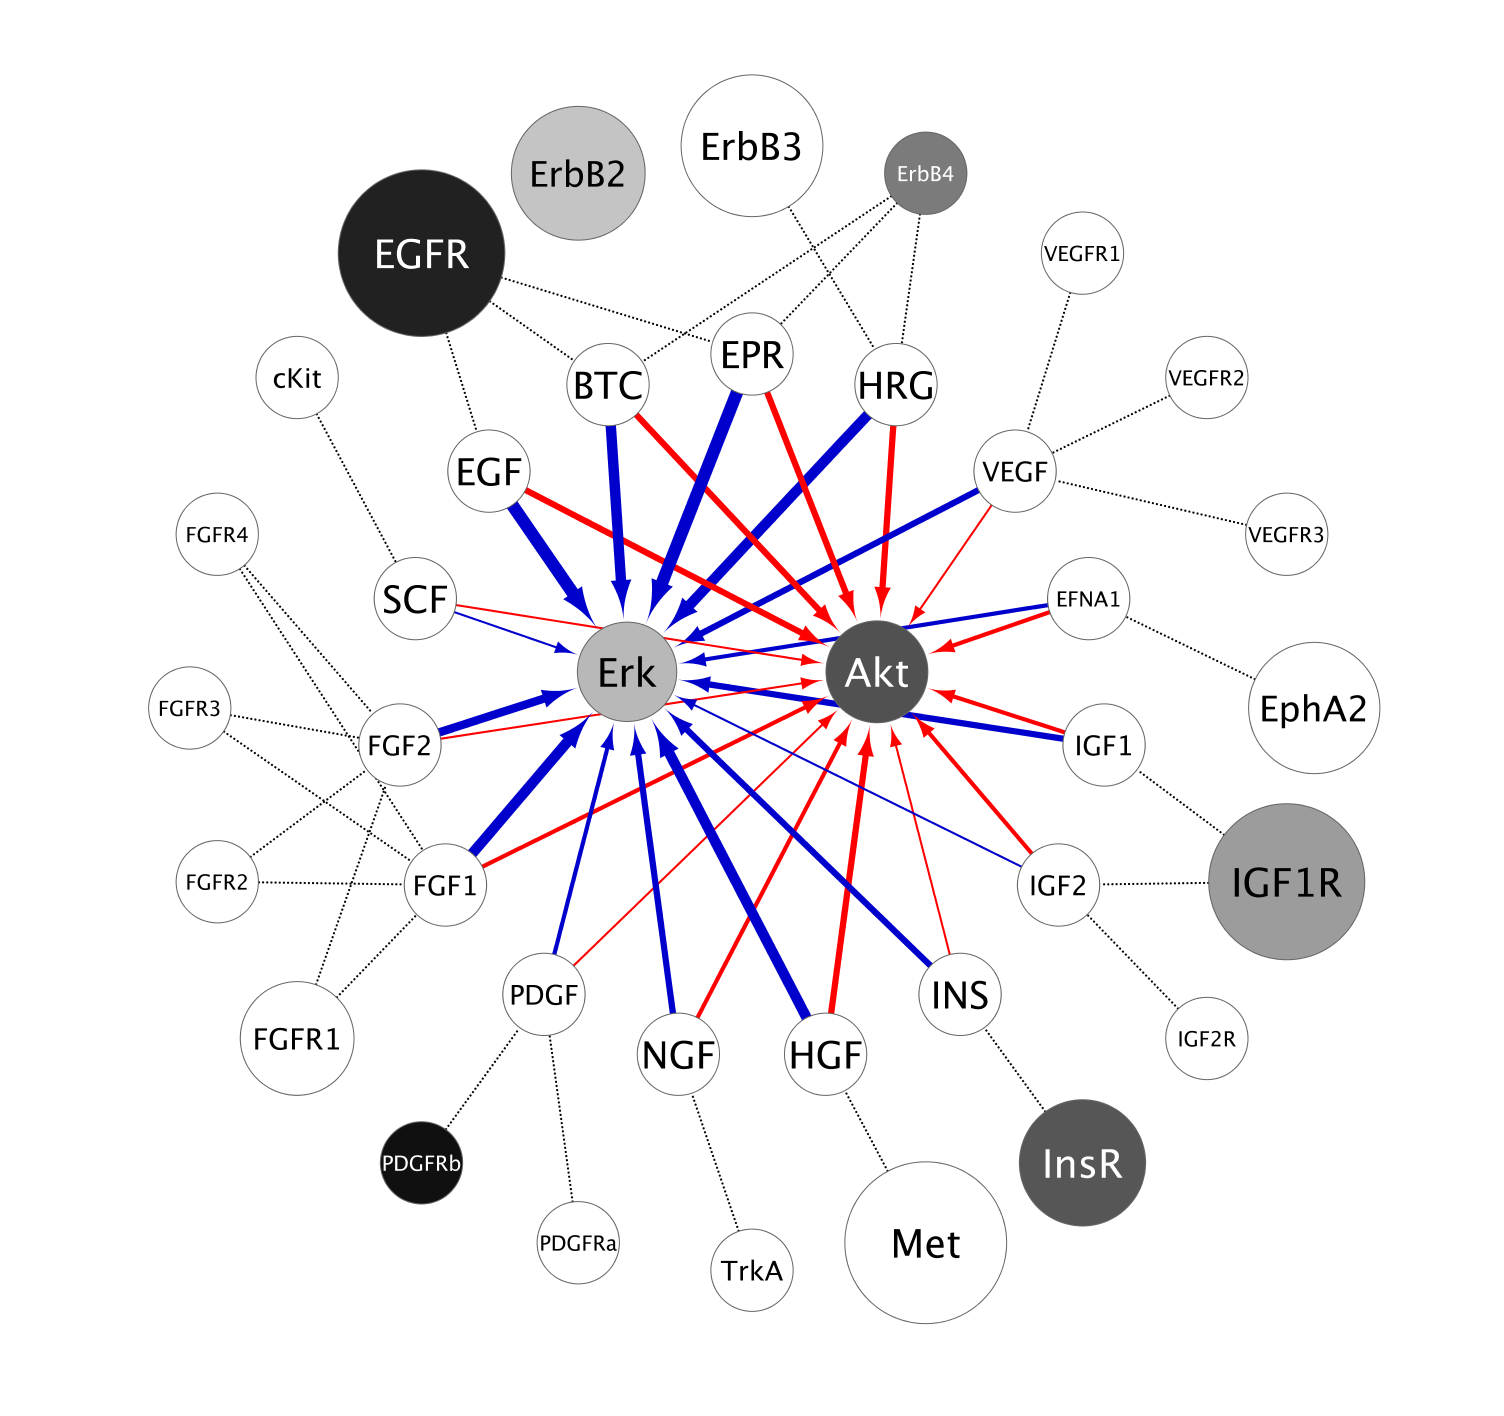 ErbB3
ErbB2
ErbB4
EGFR
VEGFR1
EPR
cKit
BTC
HRG
VEGFR2
EGF
VEGF
FGFR4
VEGFR3
SCF
EFNA1
Erk
Akt
FGFR3
EphA2
FGF2
IGF1
FGFR2
FGF1
IGF2
IGF1R
PDGF
INS
FGFR1
IGF2R
NGF
HGF
PDGFRb
InsR
PDGFRa
Met
TrkA